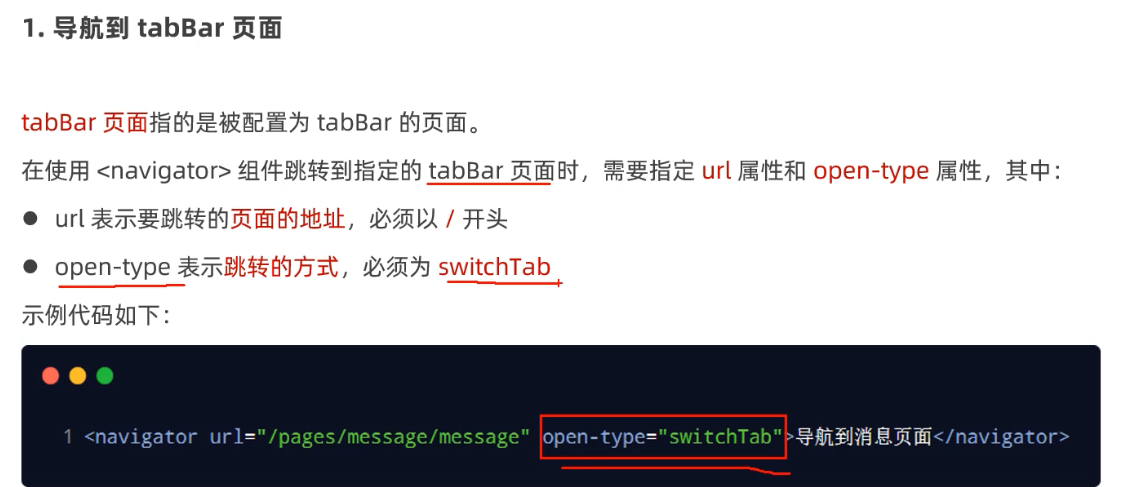 1. 导航到 tabBar 页面
tabBar 页面指的是被配置为 tabBar 的页面。
在使用 <navigator> 组件跳转到指定的 tabBar 页面时，需要指定 url 属性和 open-type 属性，其中：
● url 表示要跳转的页面的地址，必须以 / 开头
● open-type 表示跳转的方式，必须为 switchTab
示例代码如下：
1 <navigator url="/pages/message/message" open-type="switchTab">导航到消息页面</navigator>